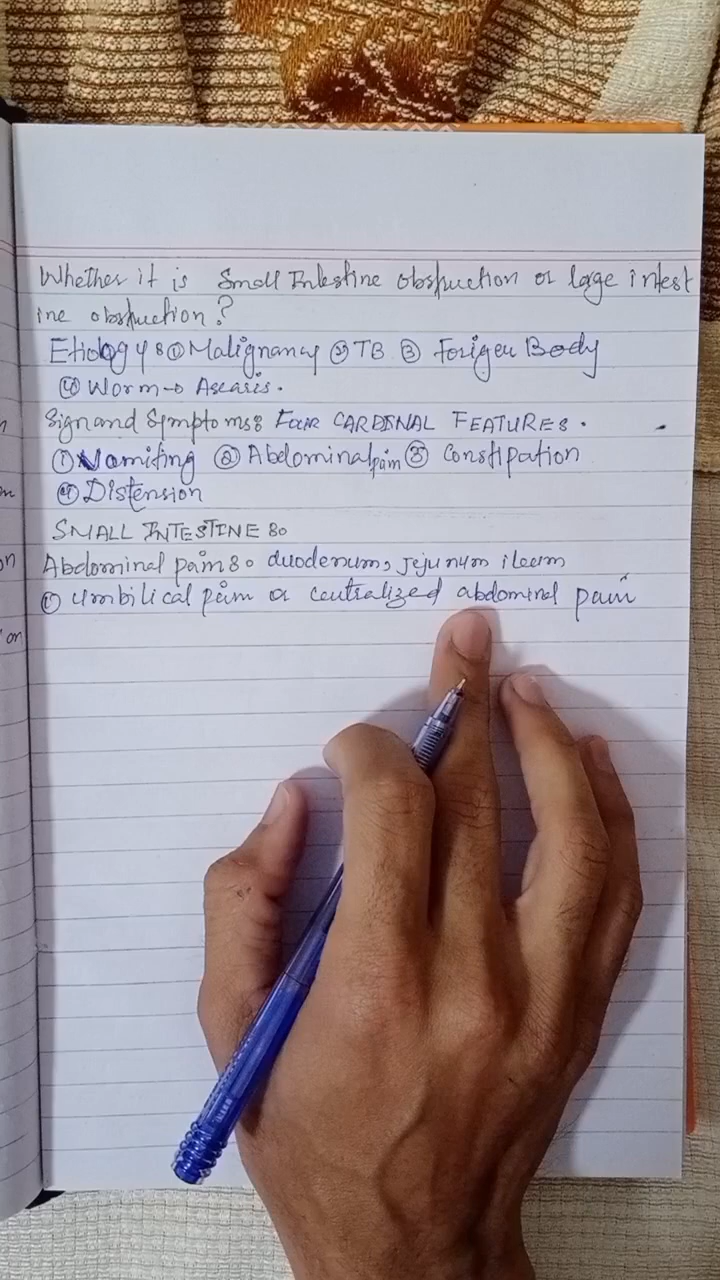 Whether it is Small Intestine obstruction or large intest
ine obstruction?
Etiology: ① Malignancy ② TB ③ Forigen Body
④ Worm → Ascaris.
Sign and Symptoms: Four CARDINAL FEATURES.
① Vomiting ② Abdominal pain ③ Constipation
④ Distension
SMALL INTESTINE:
Abdominal pain: duodenum, jejunum ileum
① Umbilical pain or centralized abdominal pain
on
on